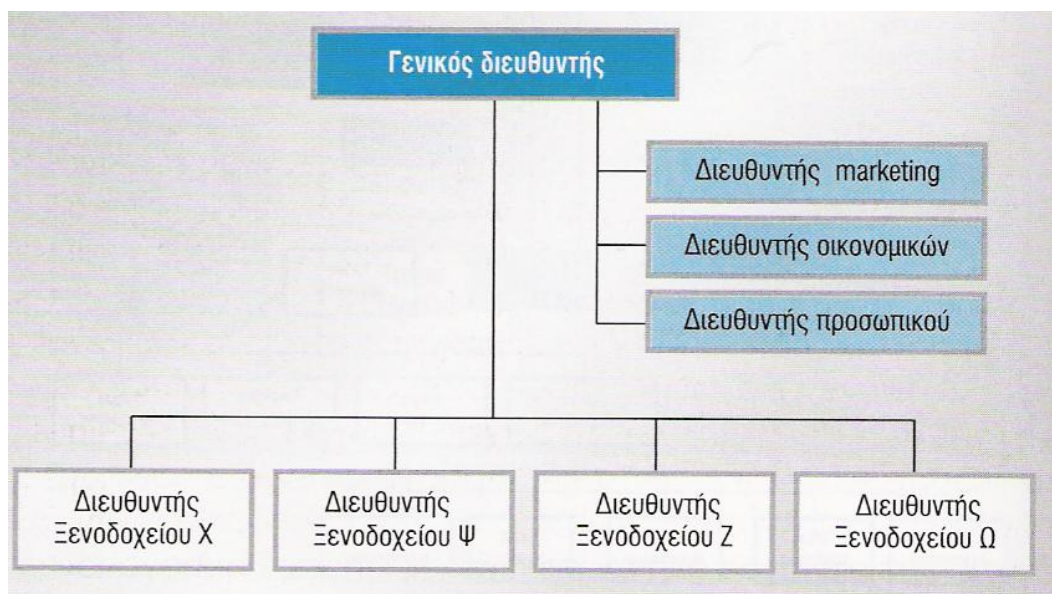 Γενικός διευθυντής
Διευθυντής marketing
Διευθυντής οικονομικών
Διευθυντής προσωπικού
Διευθυντής
Ξενοδοχείου Χ
Διευθυντής
Ξενοδοχείου Ψ
Διευθυντής
Ξενοδοχείου Ζ
Διευθυντής
Ξενοδοχείου Ω